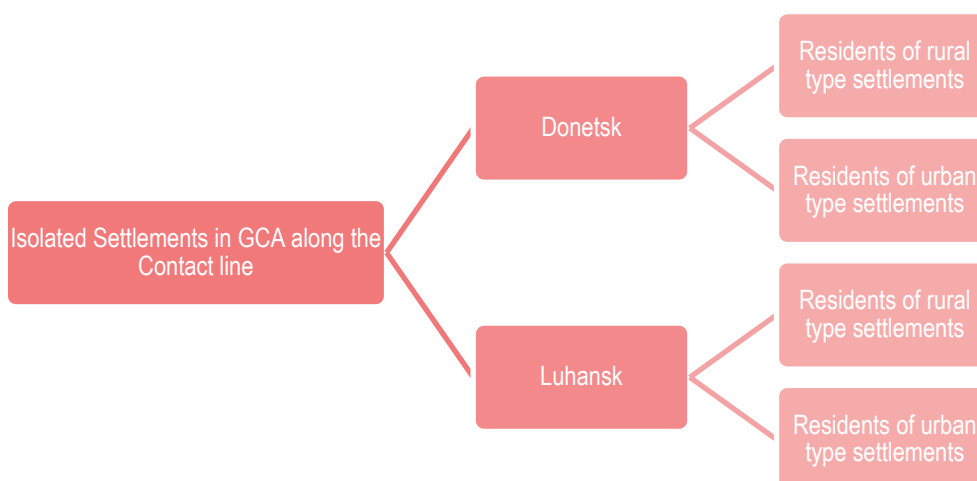 Isolated Settlements in GCA along the
Contact line
Donetsk
Residents of rural
type settlements
Residents of urban
type settlements
Luhansk
Residents of rural
type settlements
Residents of urban
type settlements